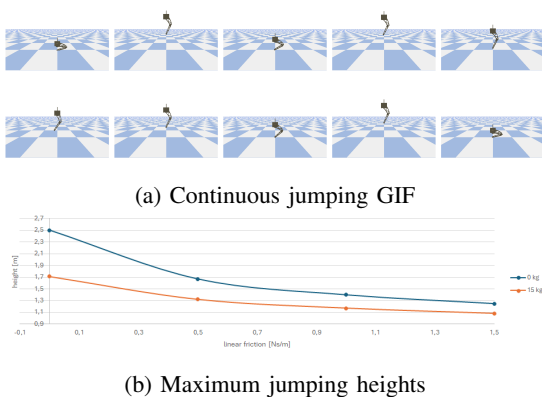 (a) Continuous jumping GIF
2,7
2,5
2,3
2,1
1,9
1,7
1,5
1,3
1,1
0,9
height [m]
-0,1 0,1 0,3 0,5 0,7 0,9 1,1 1,3 1,5
linear friction [Ns/m]
0 kg
15 kg
(b) Maximum jumping heights